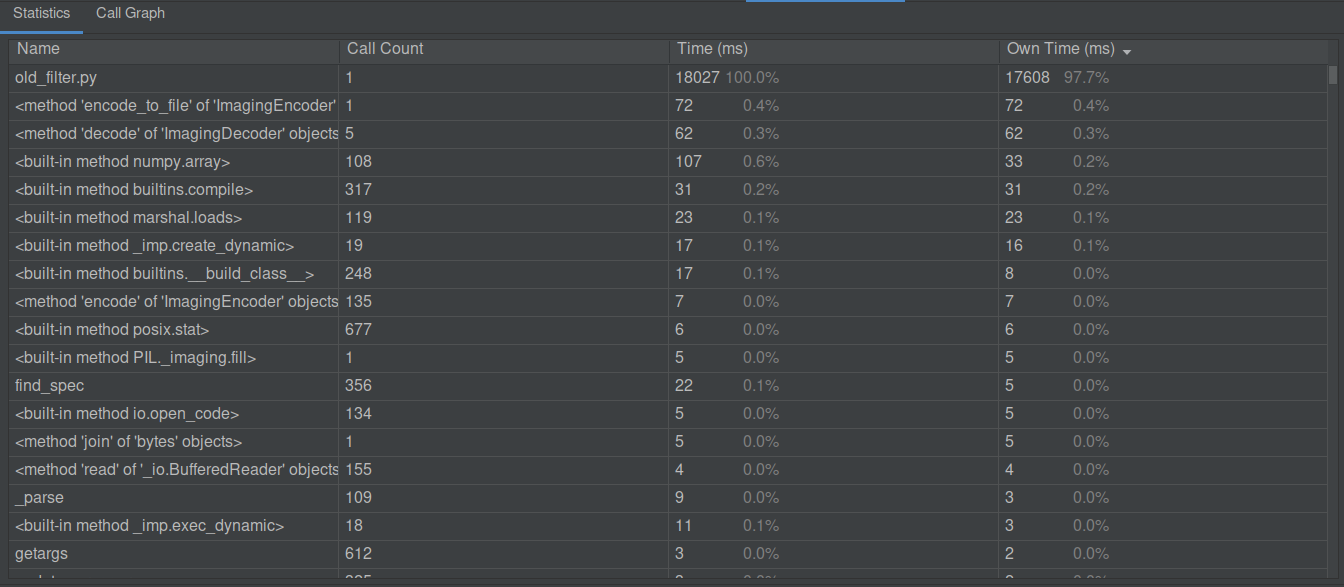 Statistics Call Graph
Name Call Count Time (ms) Own Time (ms)
old_filter.py 1 18027 100.0% 17608 97.7%
<method 'encode_to_file' of 'ImagingEncoder' 1 72 0.4% 72 0.4%
<method 'decode' of 'ImagingDecoder' objects 5 62 0.3% 62 0.3%
<built-in method numpy.array> 108 107 0.6% 33 0.2%
<built-in method builtins.compile> 317 31 0.2% 31 0.2%
<built-in method marshal.loads> 119 23 0.1% 23 0.1%
<built-in method _imp.create_dynamic> 19 17 0.1% 16 0.1%
<built-in method builtins.__build_class__> 248 17 0.1% 8 0.0%
<method 'encode' of 'ImagingEncoder' objects 135 7 0.0% 7 0.0%
<built-in method posix.stat> 677 6 0.0% 6 0.0%
<built-in method PIL._imaging.fill> 1 5 0.0% 5 0.0%
find_spec 356 22 0.1% 5 0.0%
<built-in method io.open_code> 134 5 0.0% 5 0.0%
<method 'join' of 'bytes' objects> 1 5 0.0% 5 0.0%
<method 'read' of '_io.BufferedReader' objects 155 4 0.0% 4 0.0%
_parse 109 9 0.0% 3 0.0%
<built-in method _imp.exec_dynamic> 18 11 0.1% 3 0.0%
getargs 612 3 0.0% 2 0.0%